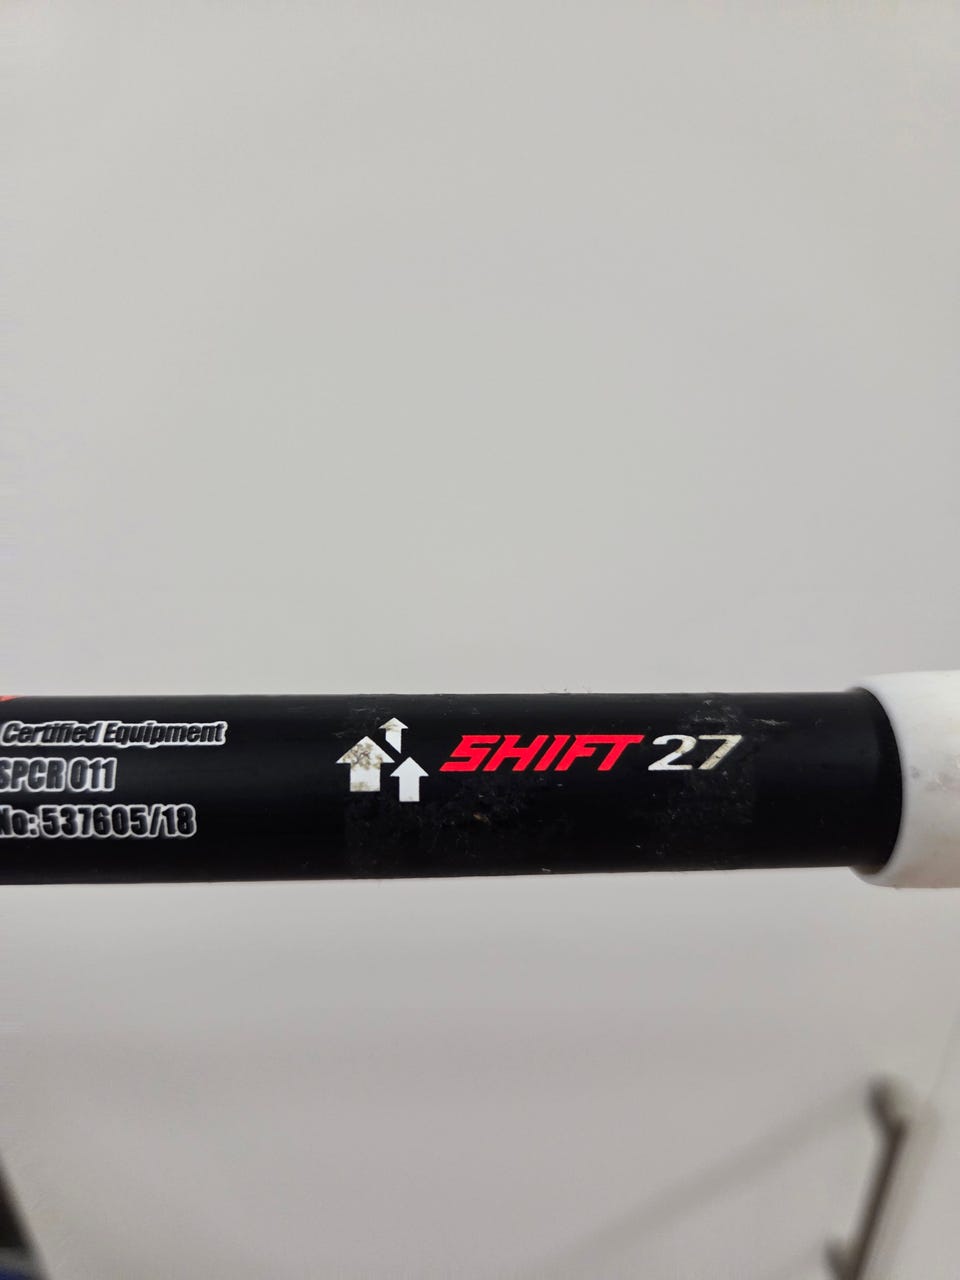 Certified Equipment
SPCR 011
No: 537605/18
SHIFT 27